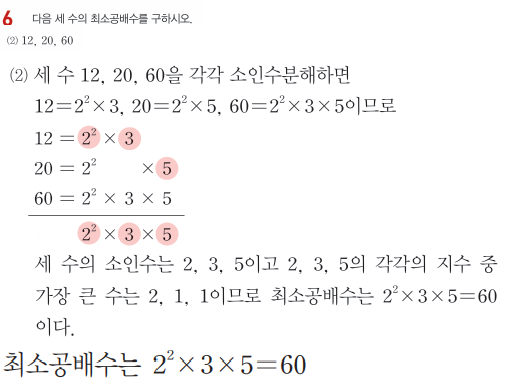 6 다음 세 수의 최소공배수를 구하시오.
(2) 12, 20, 60
(2) 세 수 12, 20, 60을 각각 소인수분해하면
12=2²×3, 20=2²×5, 60=2²×3×5이므로
12 = 2² × 3
20 = 2² × 5
60 = 2² × 3 × 5
2² × 3 × 5
세 수의 소인수는 2, 3, 5이고 2, 3, 5의 각각의 지수 중
가장 큰 수는 2, 1, 1이므로 최소공배수는 2²×3×5=60
이다.
최소공배수는 2²×3×5=60